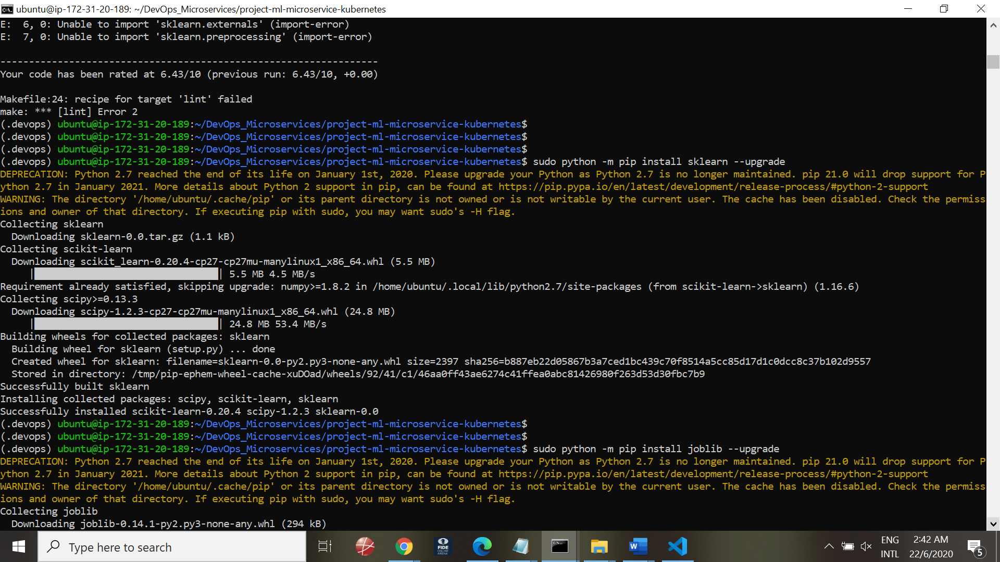 ubuntu@ip-172-31-20-189: ~/DevOps_Microservices/project-ml-microservice-kubernetes
E:  6, 0: Unable to import 'sklearn.externals' (import-error)
E:  7, 0: Unable to import 'sklearn.preprocessing' (import-error)
------------------------------------------------------------------
Your code has been rated at 6.43/10 (previous run: 6.43/10, +0.00)
Makefile:24: recipe for target 'lint' failed
make: *** [lint] Error 2
(.devops) ubuntu@ip-172-31-20-189:~/DevOps_Microservices/project-ml-microservice-kubernetes$
(.devops) ubuntu@ip-172-31-20-189:~/DevOps_Microservices/project-ml-microservice-kubernetes$
(.devops) ubuntu@ip-172-31-20-189:~/DevOps_Microservices/project-ml-microservice-kubernetes$
(.devops) ubuntu@ip-172-31-20-189:~/DevOps_Microservices/project-ml-microservice-kubernetes$ sudo python -m pip install sklearn --upgrade
DEPRECATION: Python 2.7 reached the end of its life on January 1st, 2020. Please upgrade your Python as Python 2.7 is no longer maintained. pip 21.0 will drop support for P
ython 2.7 in January 2021. More details about Python 2 support in pip, can be found at https://pip.pypa.io/en/latest/development/release-process/#python-2-support
WARNING: The directory '/home/ubuntu/.cache/pip' or its parent directory is not owned or is not writable by the current user. The cache has been disabled. Check the permiss
ions and owner of that directory. If executing pip with sudo, you may want sudo's -H flag.
Collecting sklearn
  Downloading sklearn-0.0.tar.gz (1.1 kB)
Collecting scikit-learn
  Downloading scikit_learn-0.20.4-cp27-cp27mu-manylinux1_x86_64.whl (5.5 MB)
| | 5.5 MB 4.5 MB/s
Requirement already satisfied, skipping upgrade: numpy>=1.8.2 in /home/ubuntu/.local/lib/python2.7/site-packages (from scikit-learn->sklearn) (1.16.6)
Collecting scipy>=0.13.3
  Downloading scipy-1.2.3-cp27-cp27mu-manylinux1_x86_64.whl (24.8 MB)
| | 24.8 MB 53.4 MB/s
Building wheels for collected packages: sklearn
  Building wheel for sklearn (setup.py) ... done
  Created wheel for sklearn: filename=sklearn-0.0-py2.py3-none-any.whl size=2397 sha256=b887eb22d05867b3a7ced1bc439c70f8514a5cc85d17d1c0dcc8c37b102d9557
  Stored in directory: /tmp/pip-ephem-wheel-cache-xuDOad/wheels/92/41/c1/46aa0ff43ae6274c41ffea0abc81426980f263d53d30fbc7b9
Successfully built sklearn
Installing collected packages: scipy, scikit-learn, sklearn
Successfully installed scikit-learn-0.20.4 scipy-1.2.3 sklearn-0.0
(.devops) ubuntu@ip-172-31-20-189:~/DevOps_Microservices/project-ml-microservice-kubernetes$
(.devops) ubuntu@ip-172-31-20-189:~/DevOps_Microservices/project-ml-microservice-kubernetes$
(.devops) ubuntu@ip-172-31-20-189:~/DevOps_Microservices/project-ml-microservice-kubernetes$ sudo python -m pip install joblib --upgrade
DEPRECATION: Python 2.7 reached the end of its life on January 1st, 2020. Please upgrade your Python as Python 2.7 is no longer maintained. pip 21.0 will drop support for P
ython 2.7 in January 2021. More details about Python 2 support in pip, can be found at https://pip.pypa.io/en/latest/development/release-process/#python-2-support
WARNING: The directory '/home/ubuntu/.cache/pip' or its parent directory is not owned or is not writable by the current user. The cache has been disabled. Check the permiss
ions and owner of that directory. If executing pip with sudo, you may want sudo's -H flag.
Collecting joblib
  Downloading joblib-0.14.1-py2.py3-none-any.whl (294 kB)
Type here to search
FIDE
ONLINE
ARENA
ENG
INTL
2:42 AM
22/6/2020
5